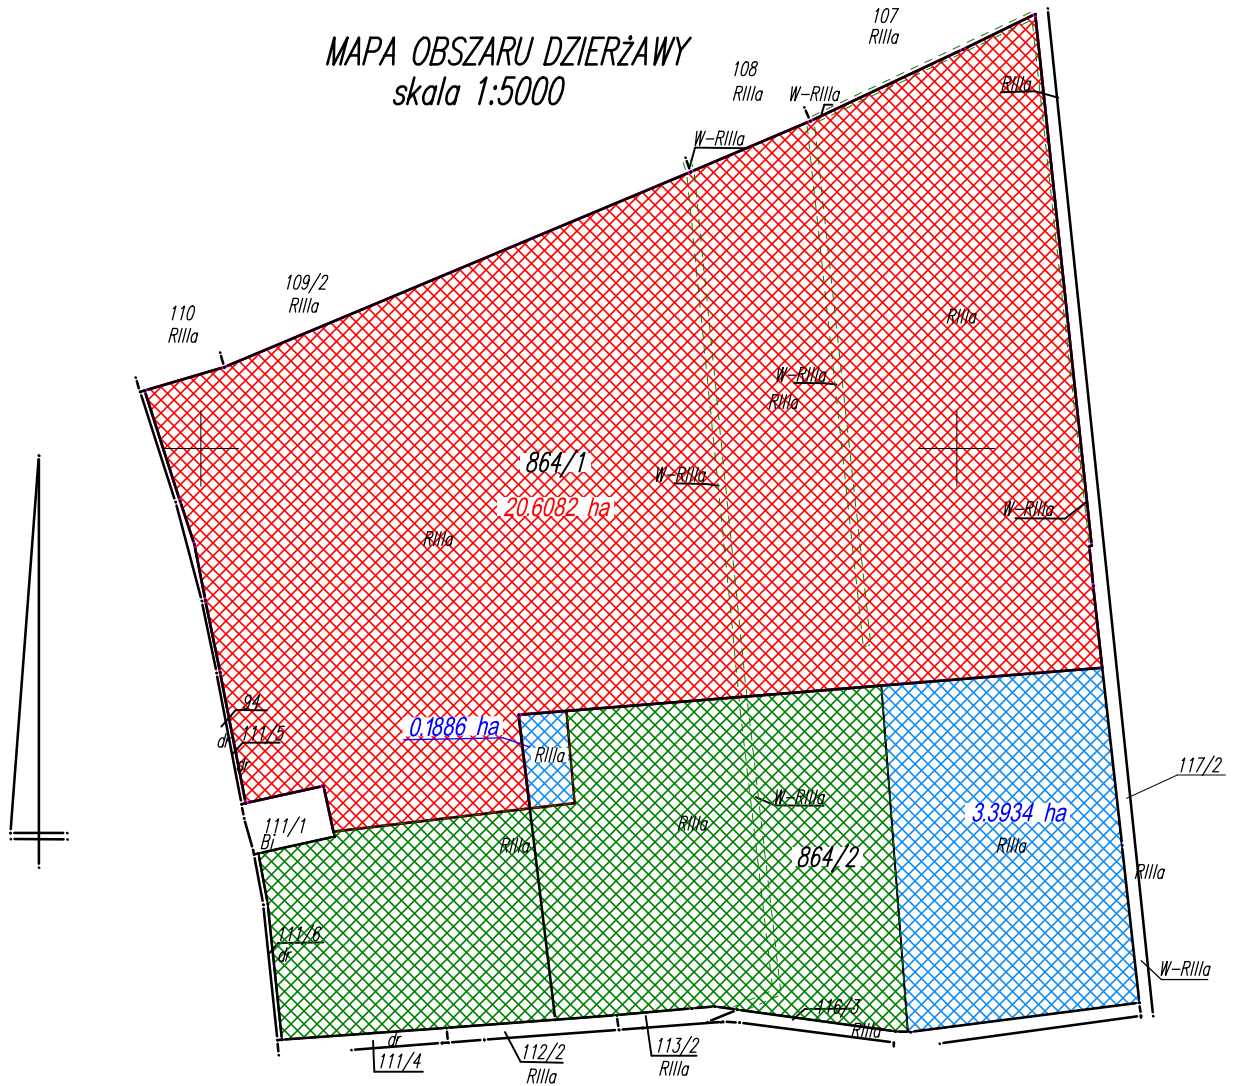 MAPA OBSZARU DZIERŻAWY
skala 1:5000
107
RIIIa
108
RIIIa
W-RIIIa
RIIIa
W-RIIIa
109/2
RIIIa
110
RIIIa
RIIIa
W-RIIIa
RIIIa
864/1
W-RIIIa
20.6082 ha
W-RIIIa
RIIIa
94
dr
111/5
dr
0.1886 ha
RIIIa
117/2
W-RIIIa
3.3934 ha
111/1
Bi
RIIIa
RIIIa
864/2
RIIIa
RIIIa
111/6
dr
W-RIIIa
116/3
RIIIa
dr
111/4
112/2
RIIIa
113/2
RIIIa